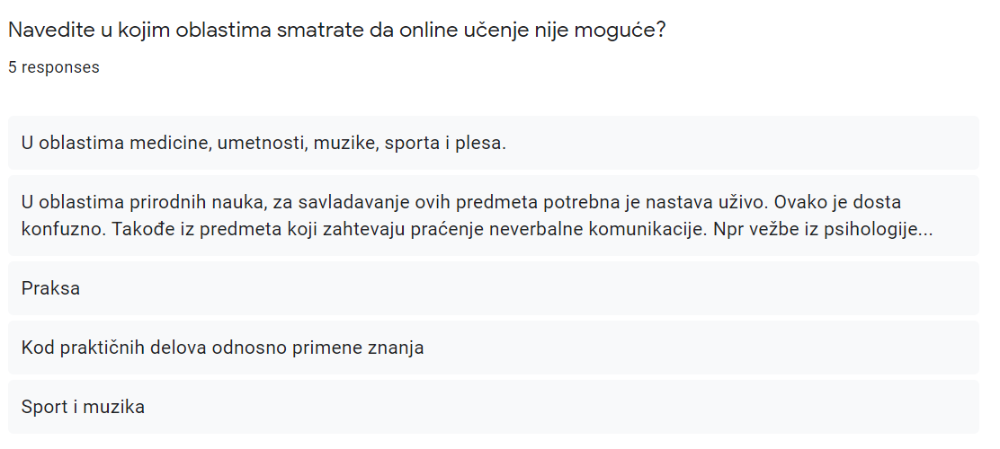 Navedite u kojim oblastima smatrate da online učenje nije moguće?
5 responses
U oblastima medicine, umetnosti, muzike, sporta i plesa.
U oblastima prirodnih nauka, za savladavanje ovih predmeta potrebna je nastava uživo. Ovako je dosta
konfuzno. Takođe iz predmeta koji zahtevaju praćenje neverbalne komunikacije. Npr vežbe iz psihologije...
Praksa
Kod praktičnih delova odnosno primene znanja
Sport i muzika